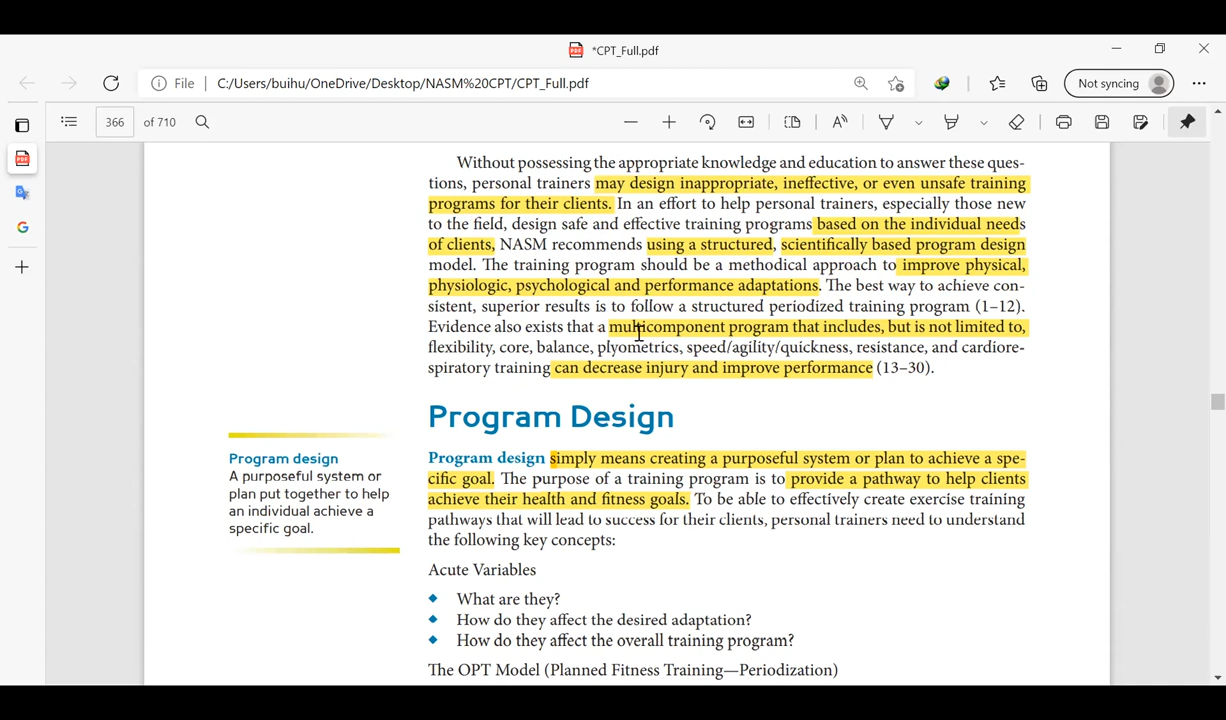 *CPT_Full.pdf
File | C:/Users/buihu/OneDrive/Desktop/NASM%20CPT/CPT_Full.pdf
Not syncing
366 of 710
Without possessing the appropriate knowledge and education to answer these ques-
tions, personal trainers may design inappropriate, ineffective, or even unsafe training
programs for their clients. In an effort to help personal trainers, especially those new
to the field, design safe and effective training programs based on the individual needs
of clients, NASM recommends using a structured, scientifically based program design
model. The training program should be a methodical approach to improve physical,
physiologic, psychological and performance adaptations. The best way to achieve con-
sistent, superior results is to follow a structured periodized training program (1–12).
Evidence also exists that a multicomponent program that includes, but is not limited to,
flexibility, core, balance, plyometrics, speed/agility/quickness, resistance, and cardiore-
spiratory training can decrease injury and improve performance (13–30).
Program Design
Program design simply means creating a purposeful system or plan to achieve a spe-
cific goal. The purpose of a training program is to provide a pathway to help clients
achieve their health and fitness goals. To be able to effectively create exercise training
pathways that will lead to success for their clients, personal trainers need to understand
the following key concepts:
Program design
A purposeful system or
plan put together to help
an individual achieve a
specific goal.
Acute Variables
◆ What are they?
◆ How do they affect the desired adaptation?
◆ How do they affect the overall training program?
The OPT Model (Planned Fitness Training—Periodization)